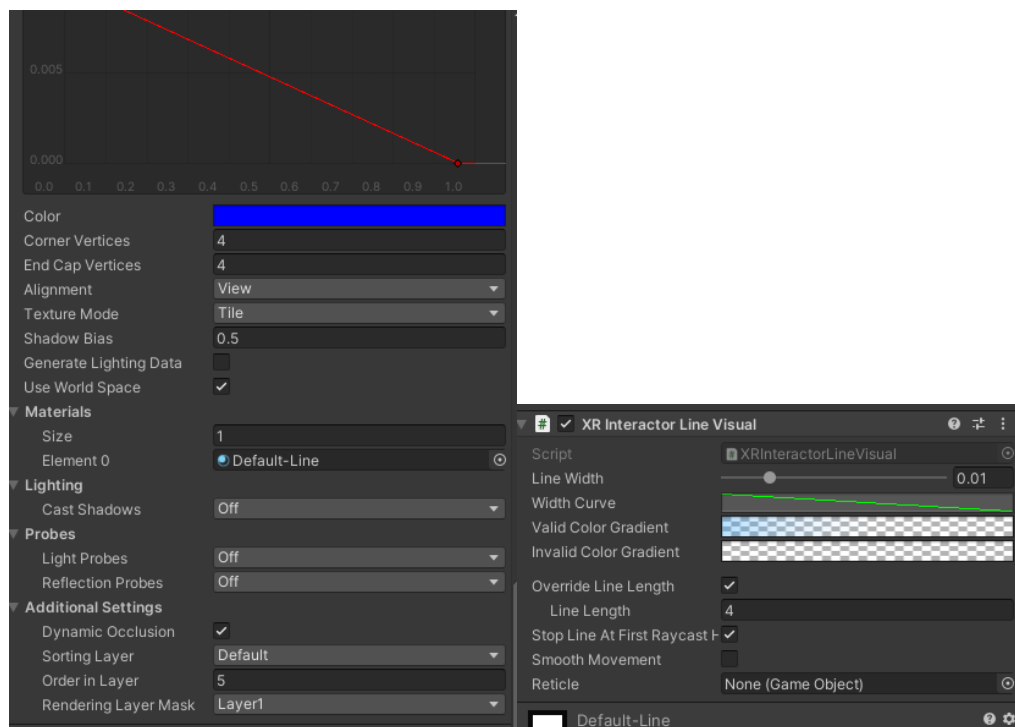 0.005
0.000
0.0 0.1 0.2 0.3 0.4 0.5 0.6 0.7 0.8 0.9 1.0
Color
Corner Vertices 4
End Cap Vertices 4
Alignment View
Texture Mode Tile
Shadow Bias 0.5
Generate Lighting Data
Use World Space
Materials
Size 1
Element 0 Default-Line
Lighting
Cast Shadows Off
Probes
Light Probes Off
Reflection Probes Off
Additional Settings
Dynamic Occlusion
Sorting Layer Default
Order in Layer 5
Rendering Layer Mask Layer1
# XR Interactor Line Visual
Script # XRInteractorLineVisual
Line Width 0.01
Width Curve
Valid Color Gradient
Invalid Color Gradient
Override Line Length
Line Length 4
Stop Line At First Raycast H
Smooth Movement
Reticle None (Game Object)
Default-Line